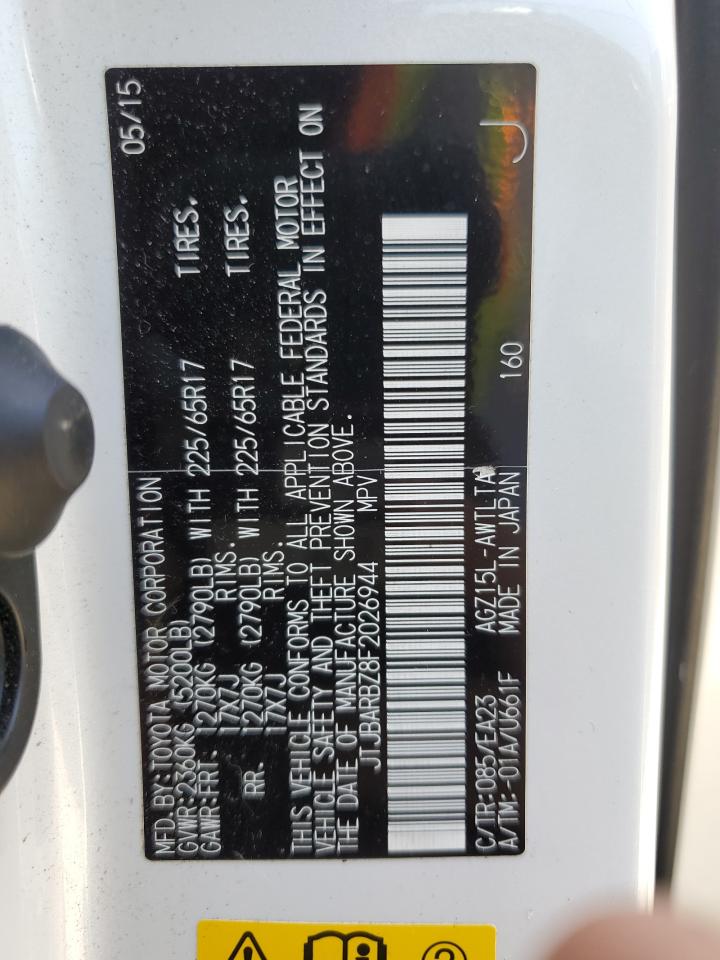 MFD.BY:TOYOTA MOTOR CORPORATION 05/15
GVWR:2360KG (5200LB)
GAWR:FRT: 1270KG (2790LB) WITH 225/65R17 TIRES.
17X7J RIMS.
RR. 1270KG (2790LB) WITH 225/65R17 TIRES.
17X7J RIMS.
THIS VEHICLE CONFORMS TO ALL APPLICABLE FEDERAL MOTOR
VEHICLE SAFETY AND THEFT PREVENTION STANDARDS IN EFFECT ON
THE DATE OF MANUFACTURE SHOWN ABOVE.
JTJBARBZ8F2026944 MPV
C/TR:085/EA23 AGZ15L-AWTLTA 160 J
A/TM:-01A/U661F MADE IN JAPAN